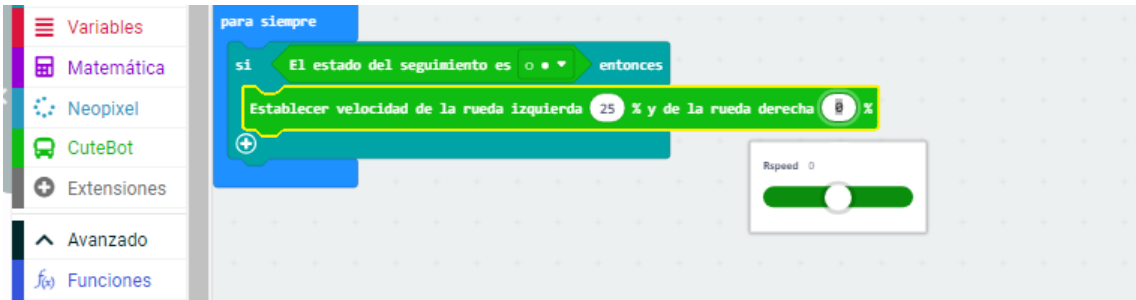 Variables
Matemática
Neopixel
CuteBot
Extensiones
Avanzado
f(x) Funciones
para siempre
si El estado del seguimiento es ○ ● entonces
Establecer velocidad de la rueda izquierda 25 % y de la rueda derecha 0 %
Rspeed 0